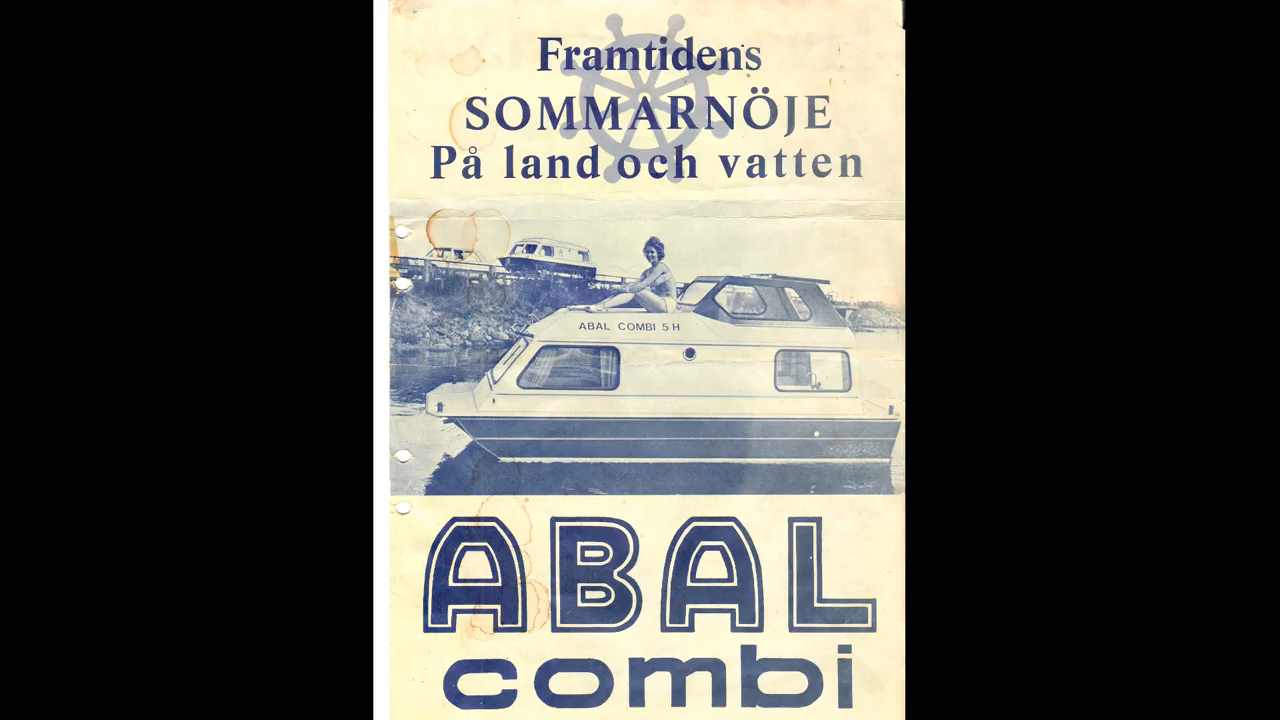 Framtidens
SOMMARNÖJE
På land och vatten
ABAL COMBI 5 H
ABAL
combi